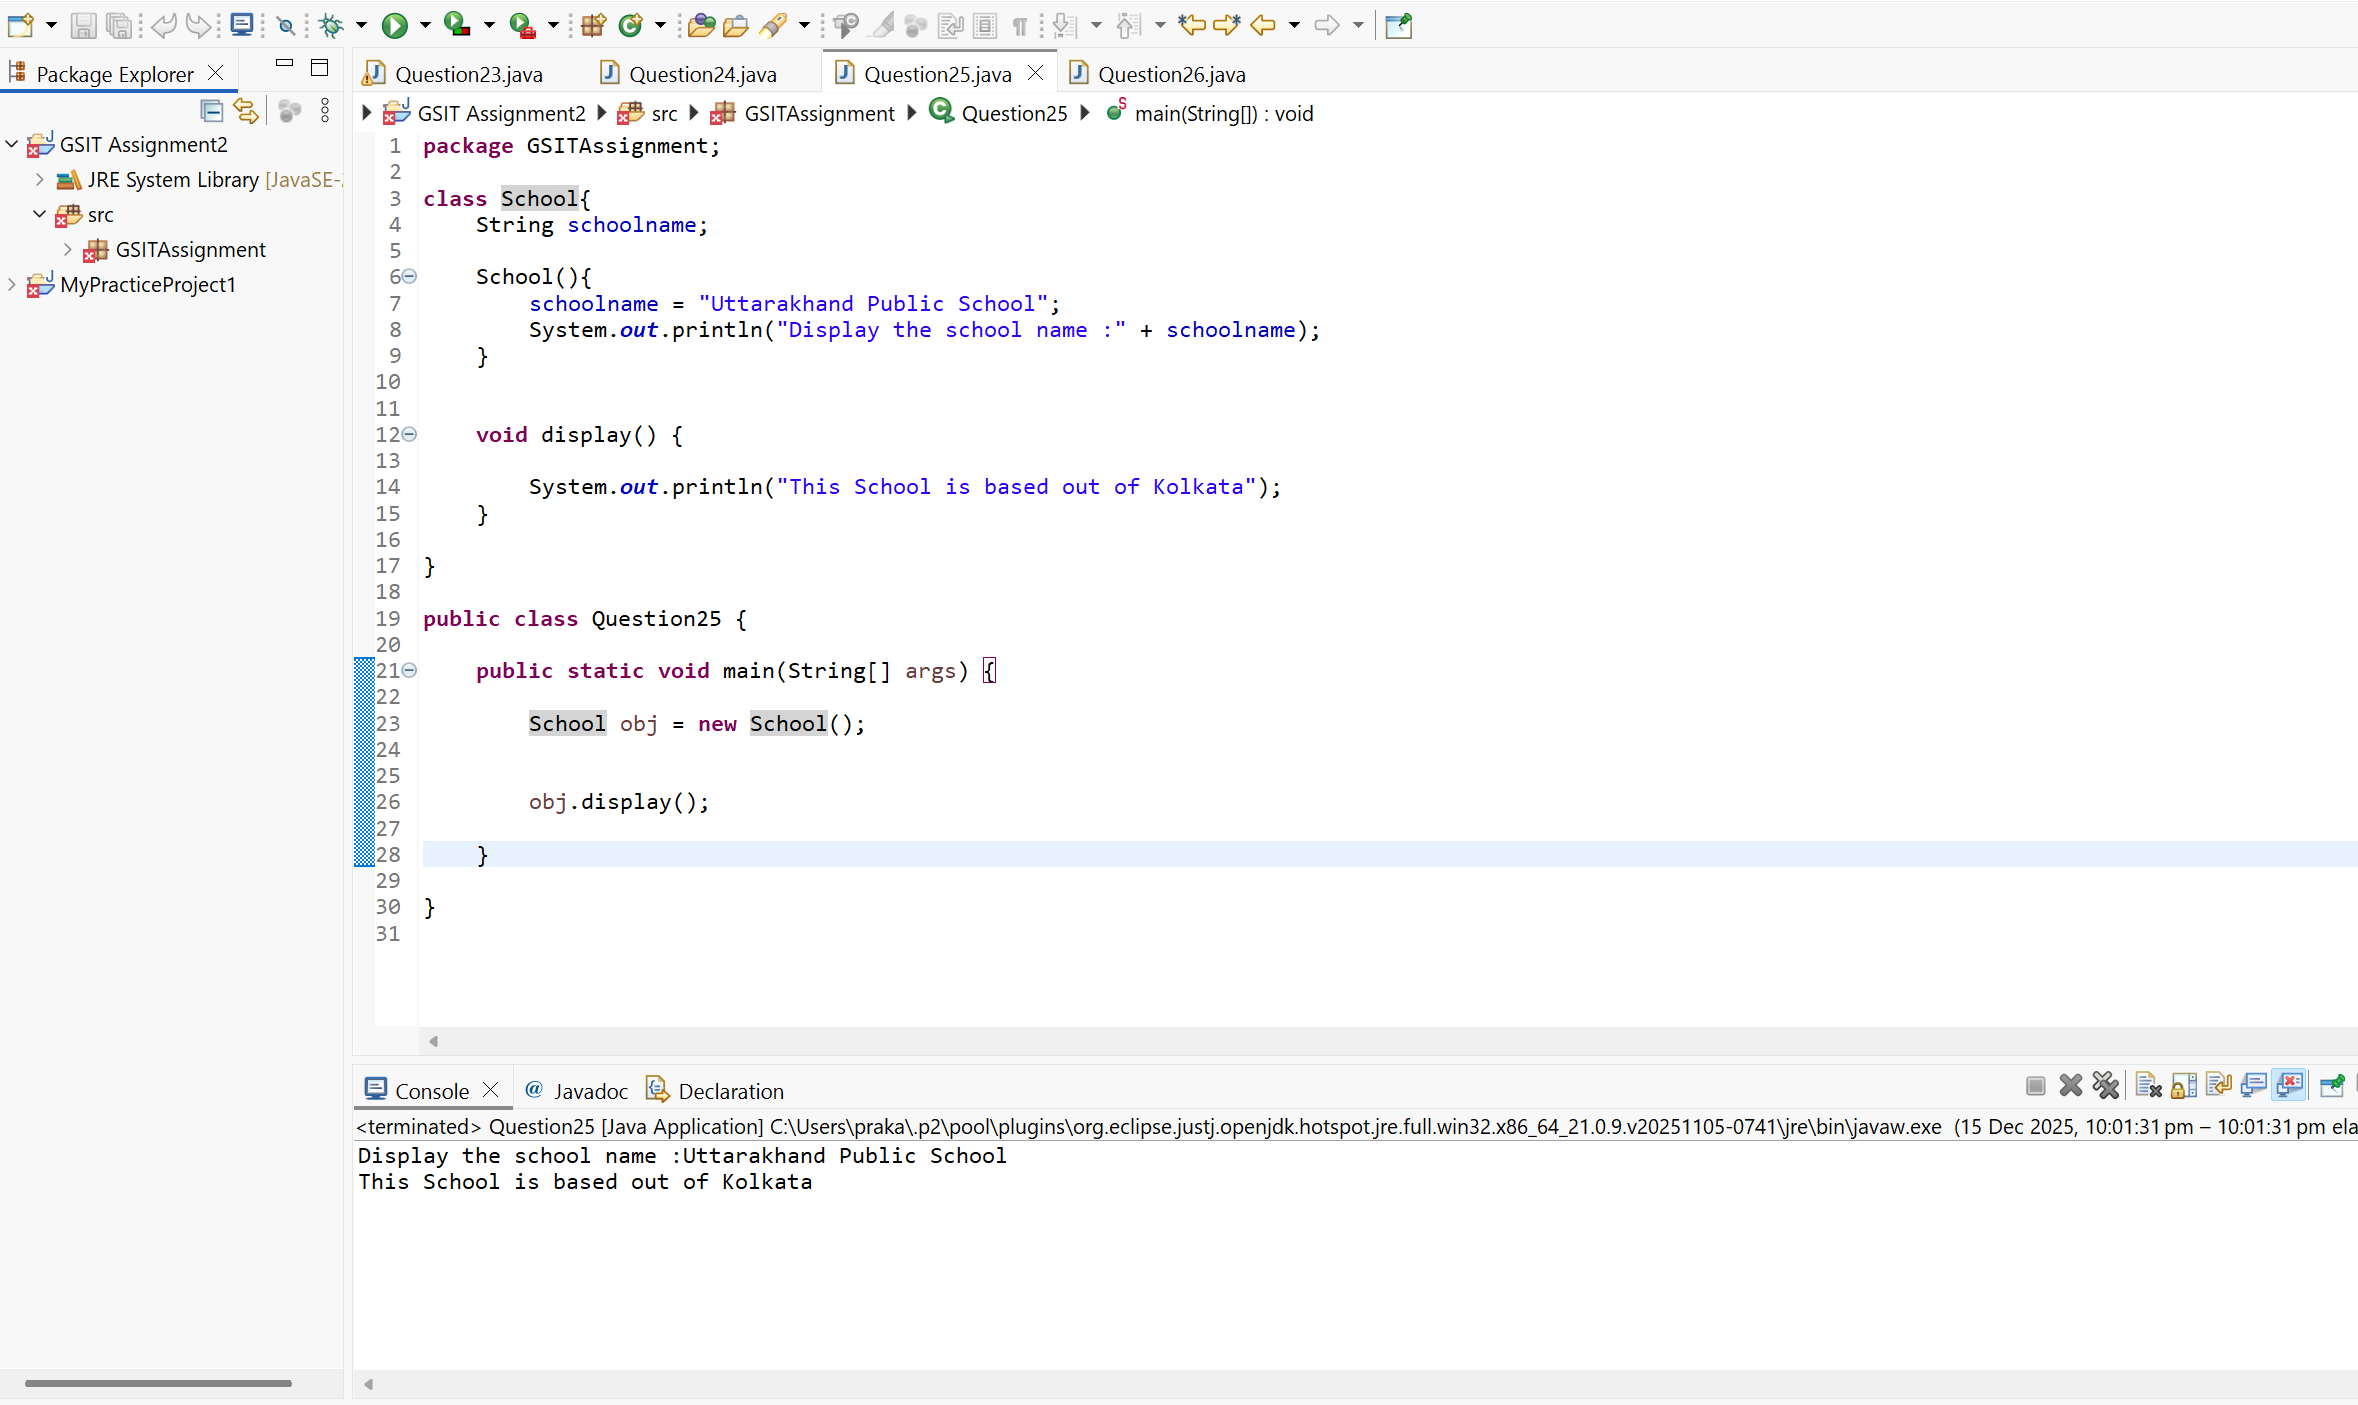 Package Explorer
GSIT Assignment2
JRE System Library [JavaSE-
src
GSITAssignment
MyPracticeProject1
Question23.java
Question24.java
Question25.java
Question26.java
GSIT Assignment2
src
GSITAssignment
Question25
main(String[]) : void
1 package GSITAssignment;
2
3 class School{
4     String schoolname;
5
6     School(){
7         schoolname = "Uttarakhand Public School";
8         System.out.println("Display the school name :" + schoolname);
9     }
10
11
12     void display() {
13
14         System.out.println("This School is based out of Kolkata");
15     }
16
17 }
18
19 public class Question25 {
20
21     public static void main(String[] args) {
22
23         School obj = new School();
24
25
26         obj.display();
27
28     }
29
30 }
31
Console
@ Javadoc
Declaration
<terminated> Question25 [Java Application] C:\Users\praka\.p2\pool\plugins\org.eclipse.justj.openjdk.hotspot.jre.full.win32.x86_64_21.0.9.v20251105-0741\jre\bin\javaw.exe (15 Dec 2025, 10:01:31 pm – 10:01:31 pm ela
Display the school name :Uttarakhand Public School
This School is based out of Kolkata